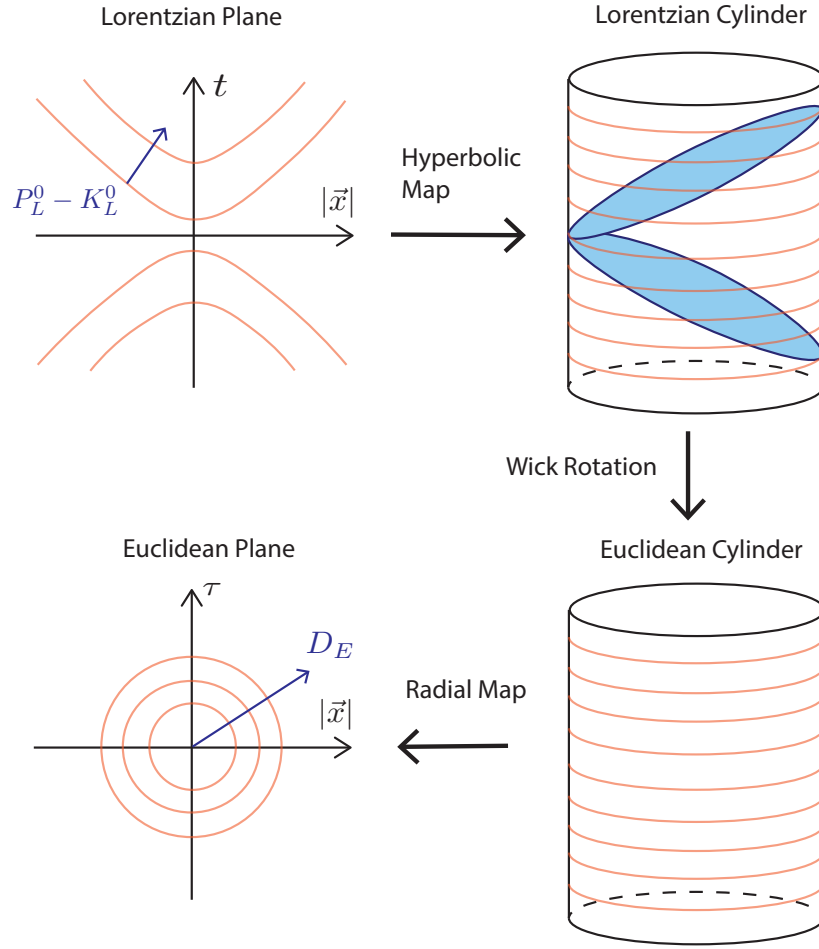 Lorentzian Plane
Lorentzian Cylinder
t
Hyperbolic
Map
P_L^0 − K_L^0
|x⃗|
Wick Rotation
Euclidean Plane
Euclidean Cylinder
τ
D_E
Radial Map
|x⃗|